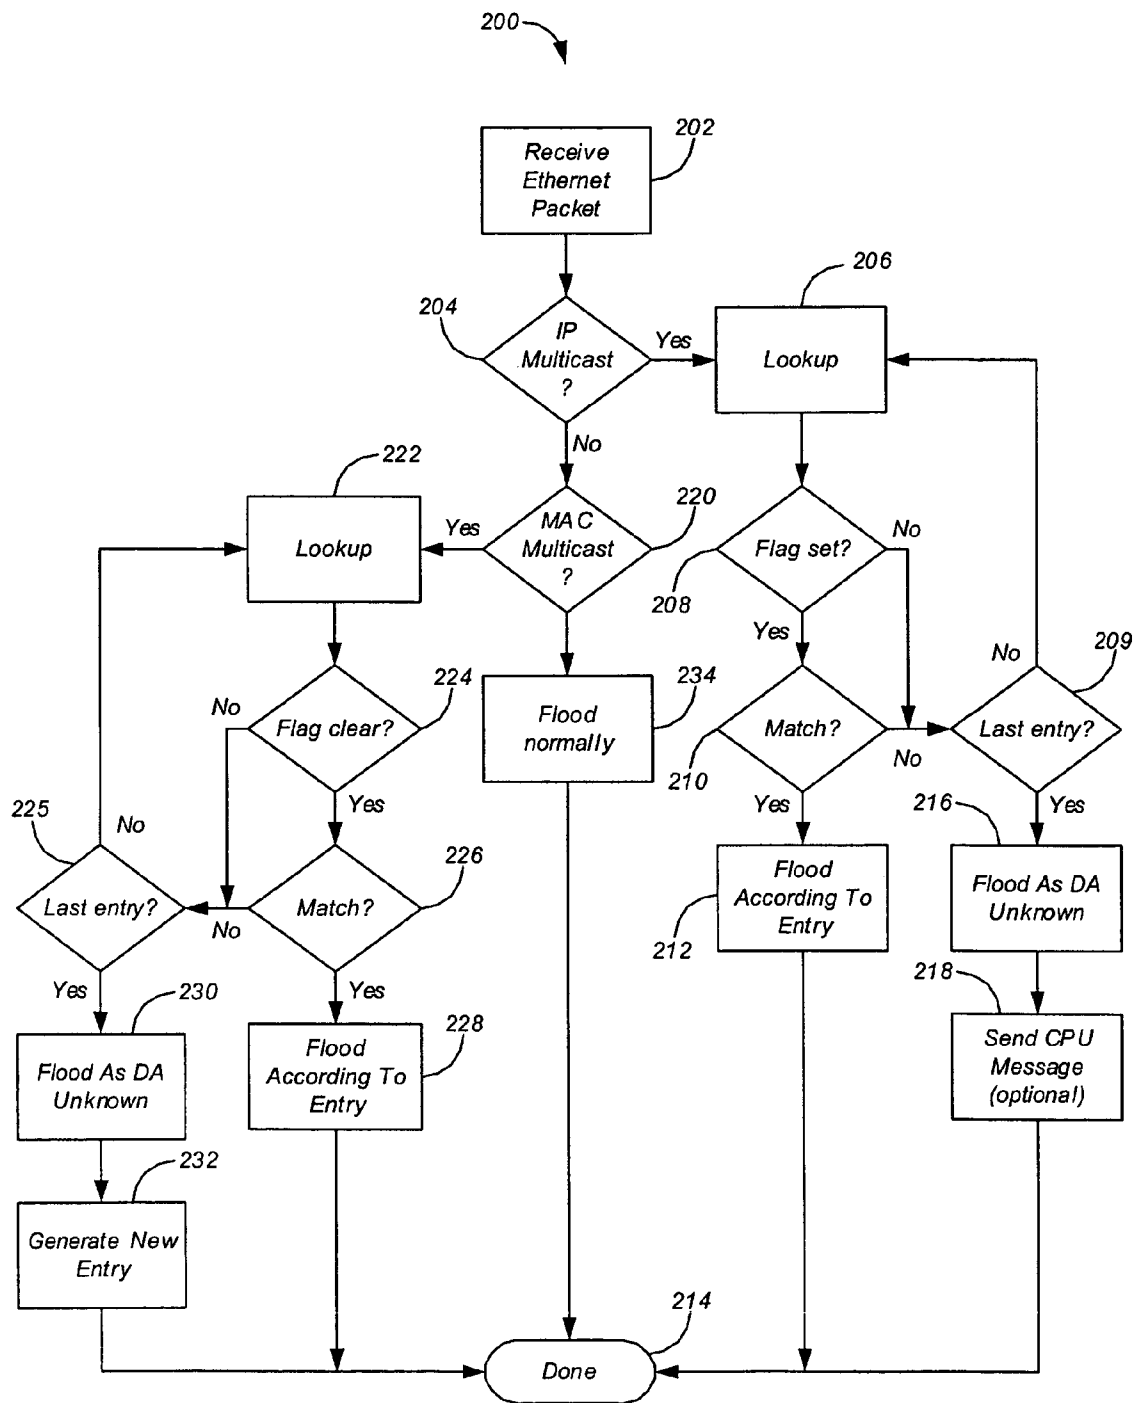 200
202
Receive
Ethernet
Packet
206
204
IP
Multicast
?
Yes
Lookup
No
222
220
MAC
Multicast
?
Yes
Lookup
No
Flag set?
208
Yes
209
No
224
234
No
Flag clear?
Flood
normally
Match?
Last entry?
210
No
Yes
225
Yes
216
Yes
No
226
Last entry?
Match?
No
Flood
According To
Entry
Flood As DA
Unknown
212
218
Yes
230
Yes
228
Flood As DA
Unknown
Flood
According To
Entry
Send CPU
Message
(optional)
232
Generate New
Entry
214
Done